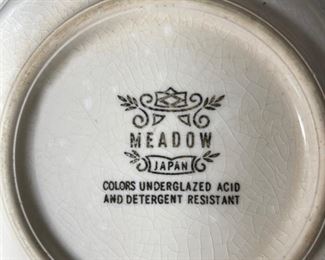 MEADOW
JAPAN
COLORS UNDERGLAZED ACID
AND DETERGENT RESISTANT